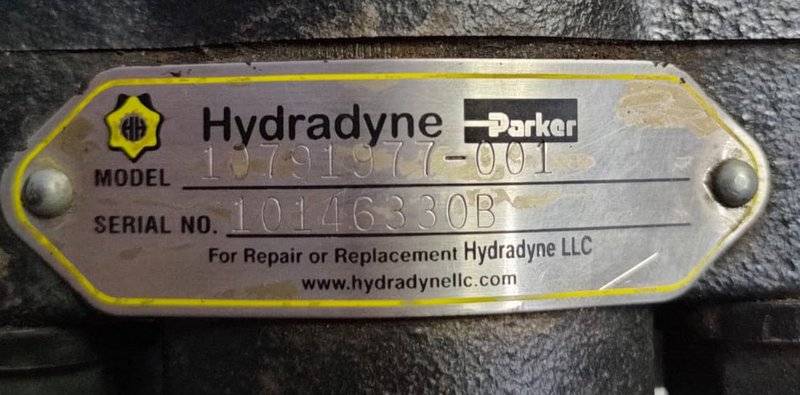 Hydradyne Parker
MODEL 10791977-001
SERIAL NO. 10146330B
For Repair or Replacement Hydradyne LLC
www.hydradynellc.com